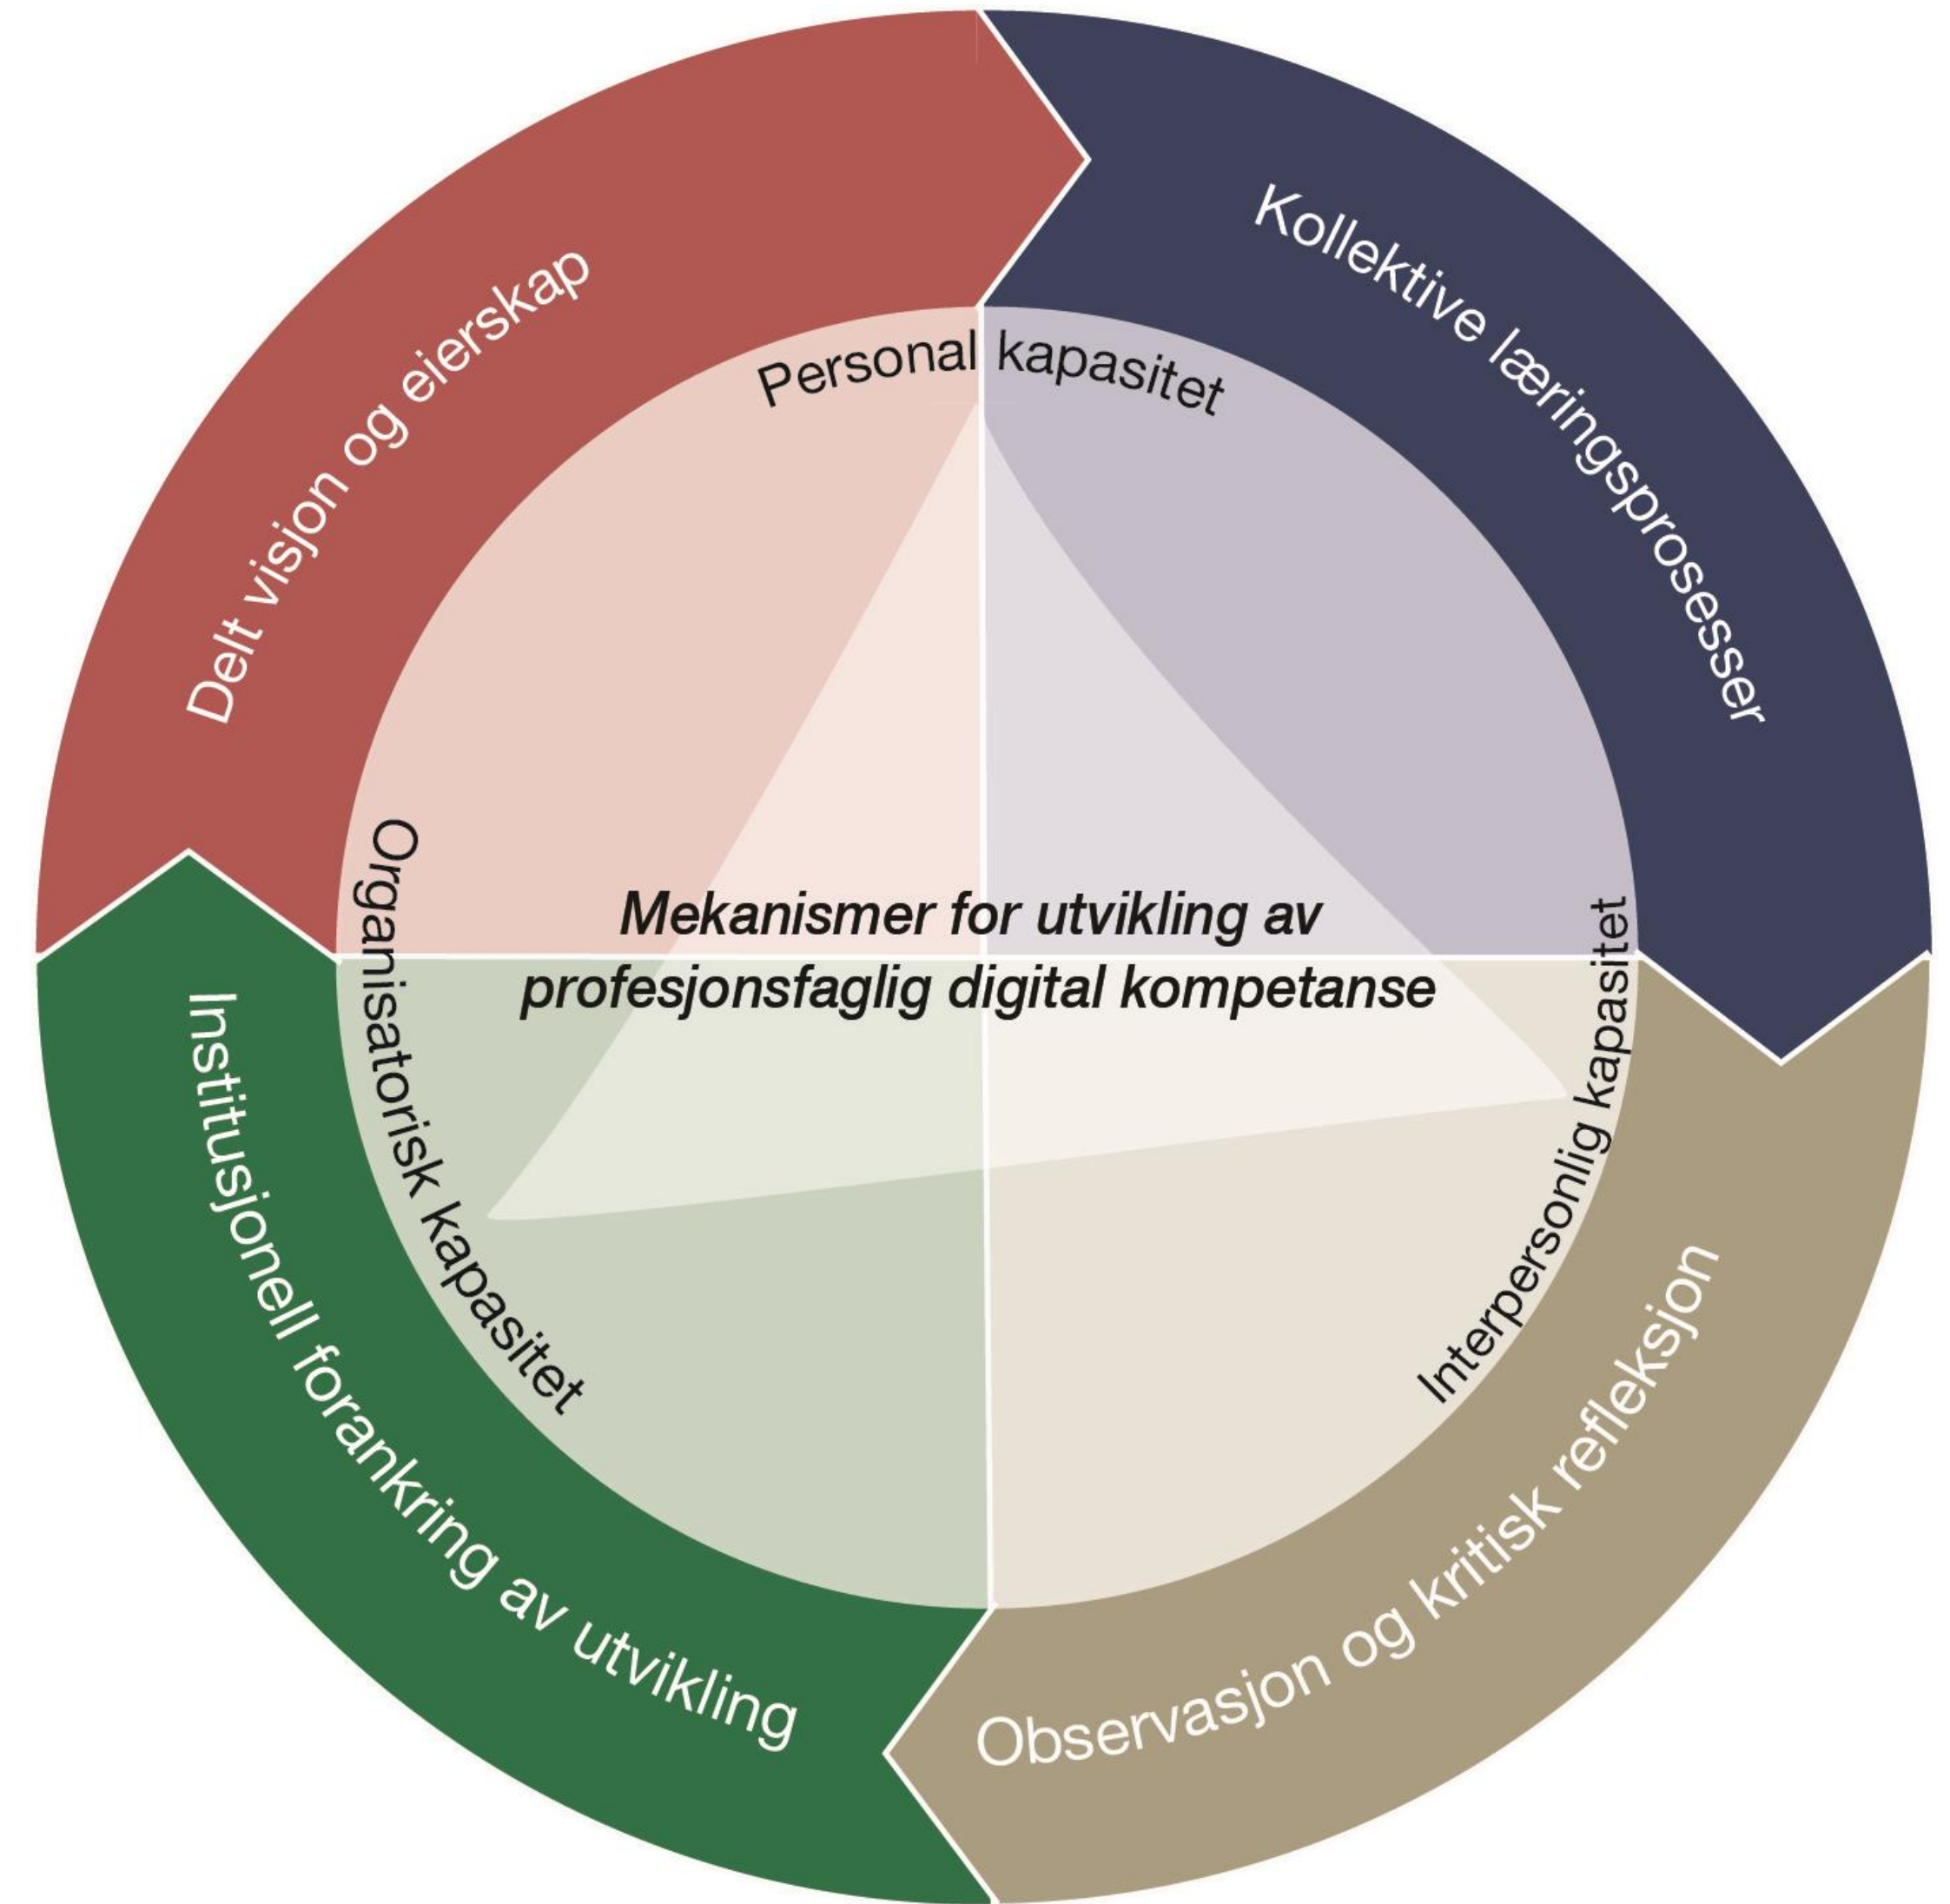 Delt visjon og eierskap
Kollektive læringsprosesser
Observasjon og kritisk refleksjon
Institusjonell forankring av utvikling
Personal kapasitet
Interpersonlig kapasitet
Organisatorisk kapasitet
Mekanismer for utvikling av
profesjonsfaglig digital kompetanse